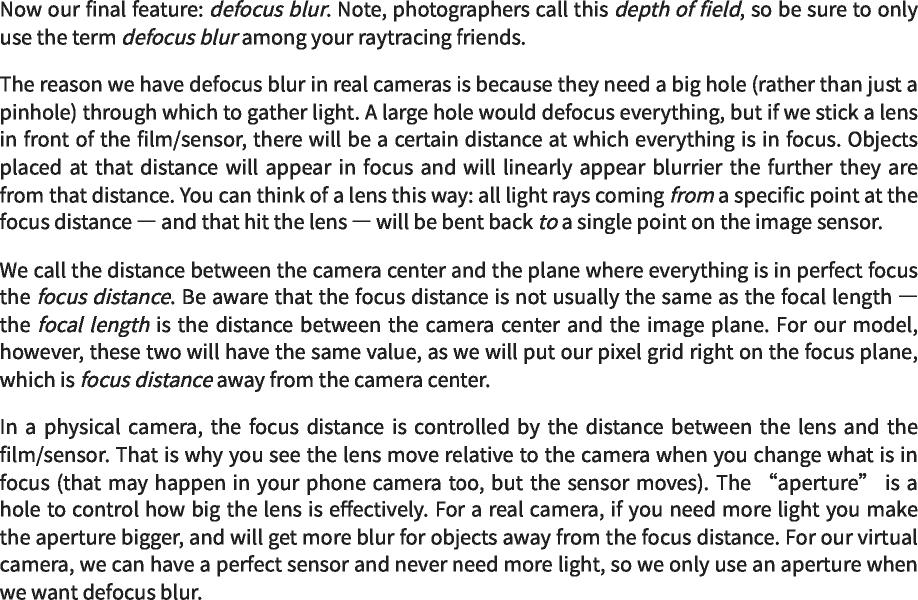 Now our final feature: defocus blur. Note, photographers call this depth of field, so be sure to only
use the term defocus blur among your raytracing friends.
The reason we have defocus blur in real cameras is because they need a big hole (rather than just a
pinhole) through which to gather light. A large hole would defocus everything, but if we stick a lens
in front of the film/sensor, there will be a certain distance at which everything is in focus. Objects
placed at that distance will appear in focus and will linearly appear blurrier the further they are
from that distance. You can think of a lens this way: all light rays coming from a specific point at the
focus distance — and that hit the lens — will be bent back to a single point on the image sensor.
We call the distance between the camera center and the plane where everything is in perfect focus
the focus distance. Be aware that the focus distance is not usually the same as the focal length —
the focal length is the distance between the camera center and the image plane. For our model,
however, these two will have the same value, as we will put our pixel grid right on the focus plane,
which is focus distance away from the camera center.
In a physical camera, the focus distance is controlled by the distance between the lens and the
film/sensor. That is why you see the lens move relative to the camera when you change what is in
focus (that may happen in your phone camera too, but the sensor moves). The “aperture” is a
hole to control how big the lens is effectively. For a real camera, if you need more light you make
the aperture bigger, and will get more blur for objects away from the focus distance. For our virtual
camera, we can have a perfect sensor and never need more light, so we only use an aperture when
we want defocus blur.